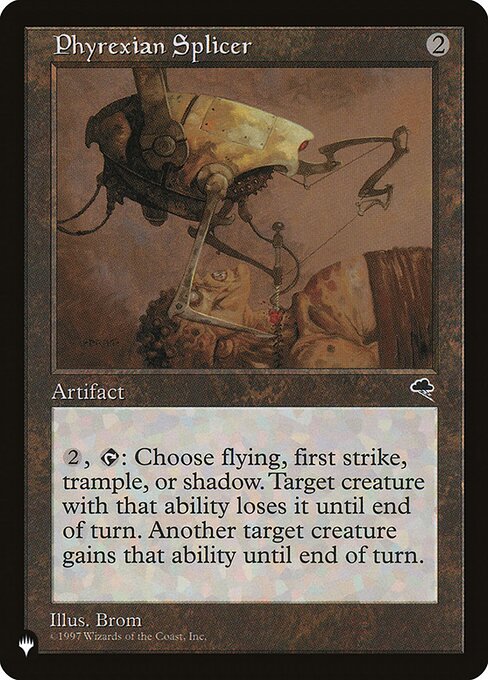 Phyrexian Splicer 2
Artifact
2, : Choose flying, first strike,
trample, or shadow. Target creature
with that ability loses it until end
of turn. Another target creature
gains that ability until end of turn.
Illus. Brom
©1997 Wizards of the Coast, Inc.